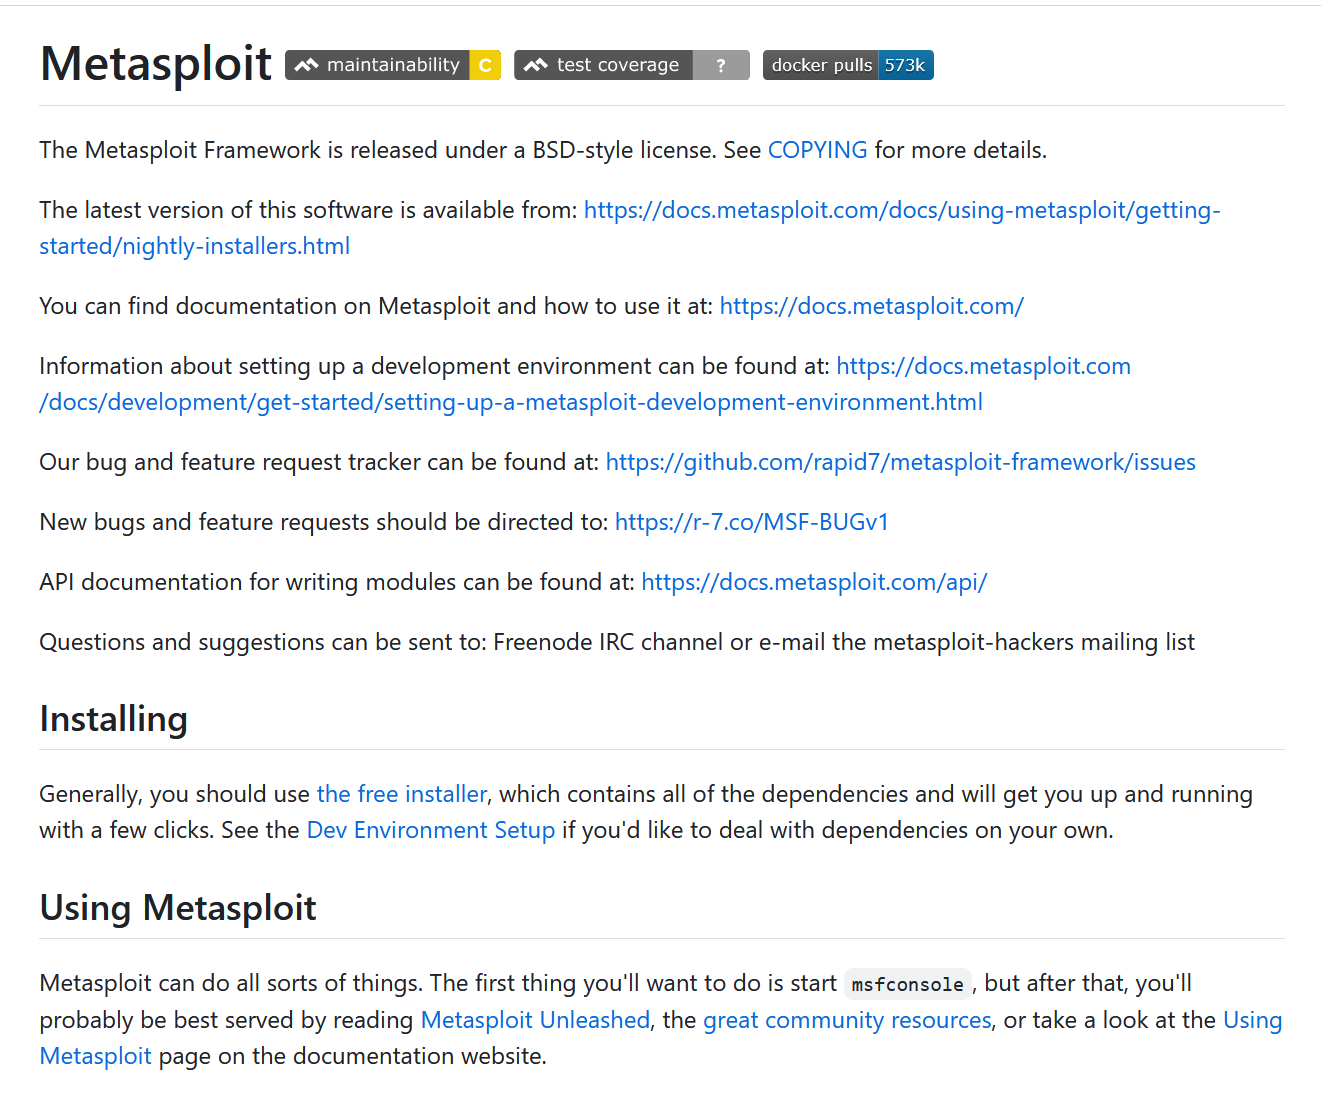 Metasploit maintainability C test coverage ? docker pulls 573k
The Metasploit Framework is released under a BSD-style license. See COPYING for more details.
The latest version of this software is available from: https://docs.metasploit.com/docs/using-metasploit/getting-
started/nightly-installers.html
You can find documentation on Metasploit and how to use it at: https://docs.metasploit.com/
Information about setting up a development environment can be found at: https://docs.metasploit.com
/docs/development/get-started/setting-up-a-metasploit-development-environment.html
Our bug and feature request tracker can be found at: https://github.com/rapid7/metasploit-framework/issues
New bugs and feature requests should be directed to: https://r-7.co/MSF-BUGv1
API documentation for writing modules can be found at: https://docs.metasploit.com/api/
Questions and suggestions can be sent to: Freenode IRC channel or e-mail the metasploit-hackers mailing list
Installing
Generally, you should use the free installer, which contains all of the dependencies and will get you up and running
with a few clicks. See the Dev Environment Setup if you'd like to deal with dependencies on your own.
Using Metasploit
Metasploit can do all sorts of things. The first thing you'll want to do is start msfconsole, but after that, you'll
probably be best served by reading Metasploit Unleashed, the great community resources, or take a look at the Using
Metasploit page on the documentation website.